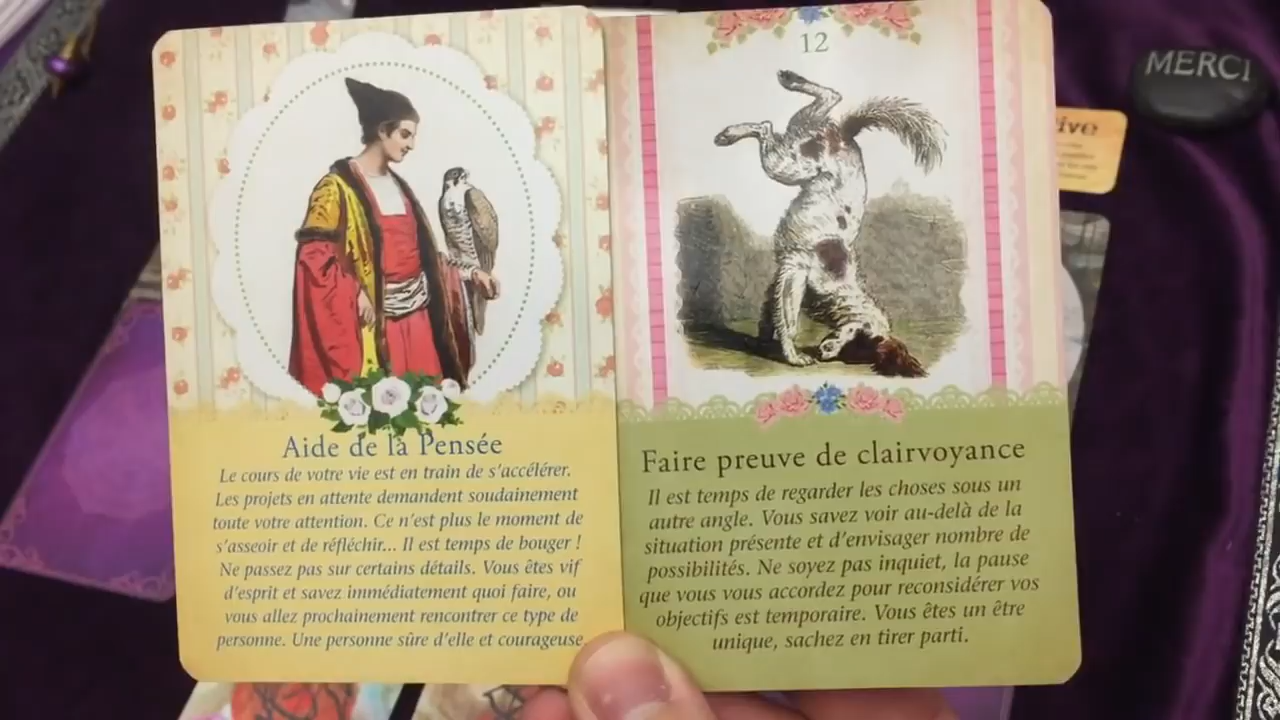 Aide de la Pensée
Le cours de votre vie est en train de s'accélérer.
Les projets en attente demandent soudainement
toute votre attention. Ce n'est plus le moment de
s'asseoir et de réfléchir... Il est temps de bouger !
Ne passez pas sur certains détails. Vous êtes vif
d'esprit et savez immédiatement quoi faire, ou
vous allez prochainement rencontrer ce type de
personne. Une personne sûre d'elle et courageuse.
12
Faire preuve de clairvoyance
Il est temps de regarder les choses sous un
autre angle. Vous savez voir au-delà de la
situation présente et d'envisager nombre de
possibilités. Ne soyez pas inquiet, la pause
que vous vous accordez pour reconsidérer vos
objectifs est temporaire. Vous êtes un être
unique, sachez en tirer parti.
MERCI